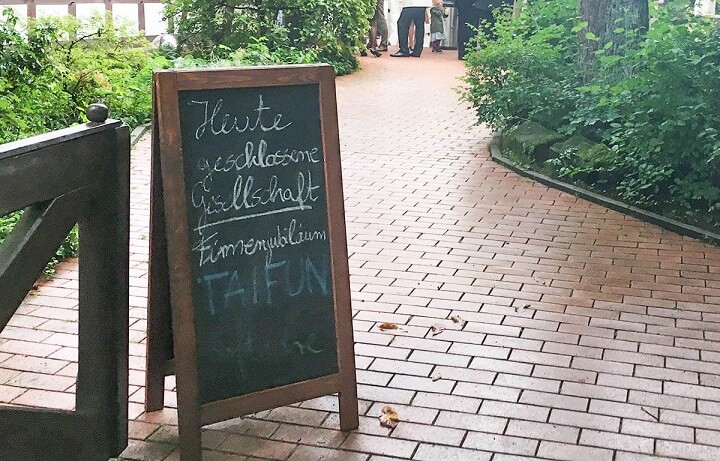 Heute
geschlossene
Gesellschaft
Firmenjubiläum
TAIFUN